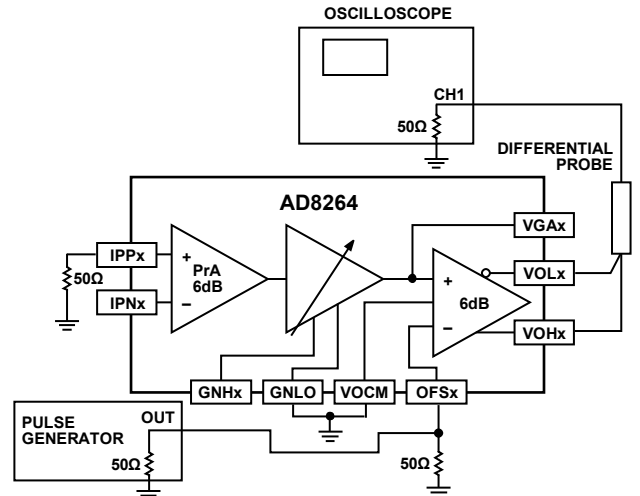 OSCILLOSCOPE
CH1
50Ω
DIFFERENTIAL
PROBE
AD8264
VGAx
IPPx
+
PrA
6dB
–
+
6dB
–
VOLx
50Ω
IPNx
VOHx
GNHx
GNLO
VOCM
OFSx
PULSE
GENERATOR
OUT
50Ω
50Ω